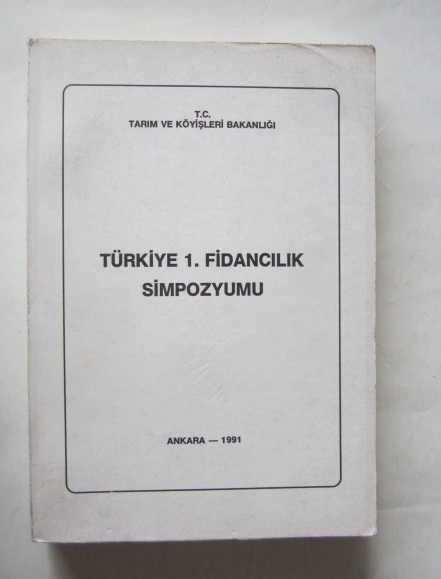 T.C.
TARIM VE KÖYİŞLERİ BAKANLIĞI
TÜRKİYE 1. FİDANCILIK
SİMPOZYUMU
ANKARA — 1991